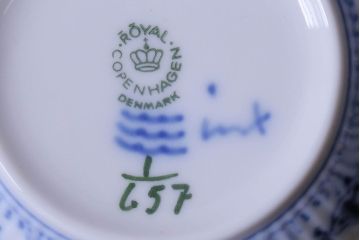 ROYAL
COPENHAGEN
DENMARK
1
657